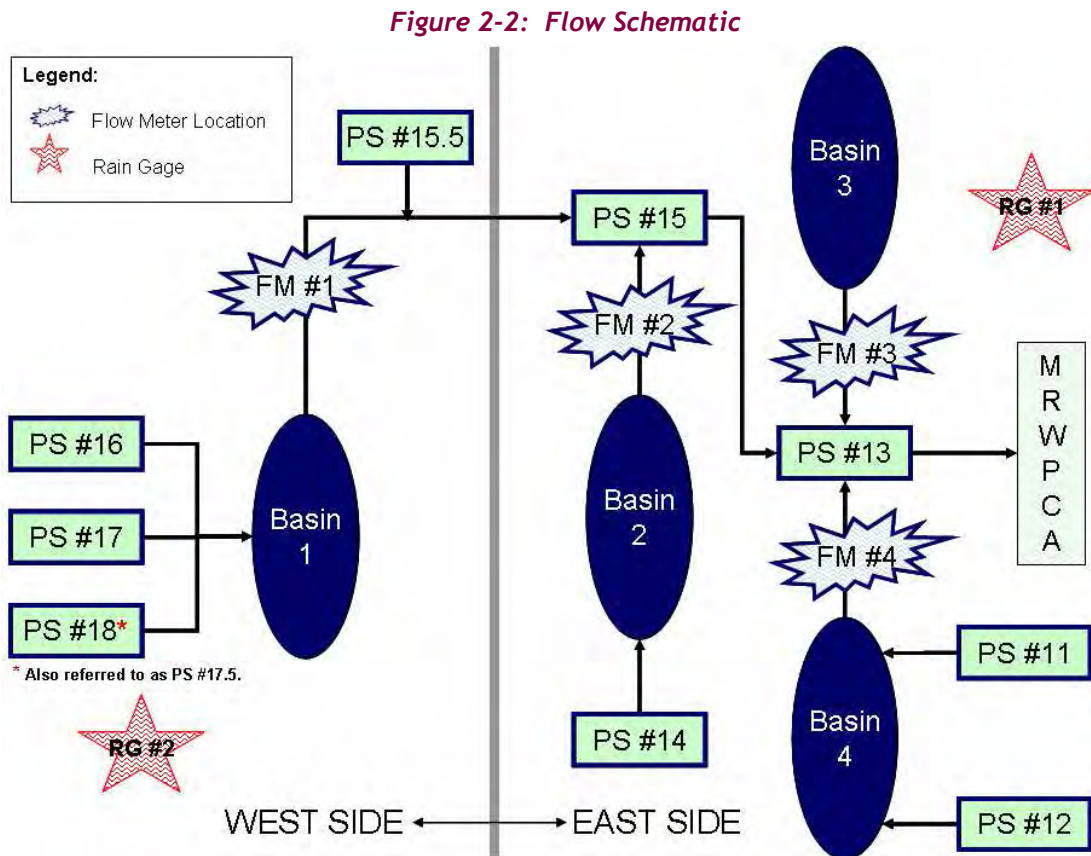 Figure 2-2: Flow Schematic
Legend:
Flow Meter Location
Rain Gage
PS #15.5
Basin
3
RG #1
PS #15
FM #1
FM #2
FM #3
M
R
W
P
C
A
PS #16
PS #17
PS #18*
* Also referred to as PS #17.5.
Basin
1
Basin
2
PS #13
FM #4
PS #11
Basin
4
PS #14
RG #2
WEST SIDE
EAST SIDE
PS #12